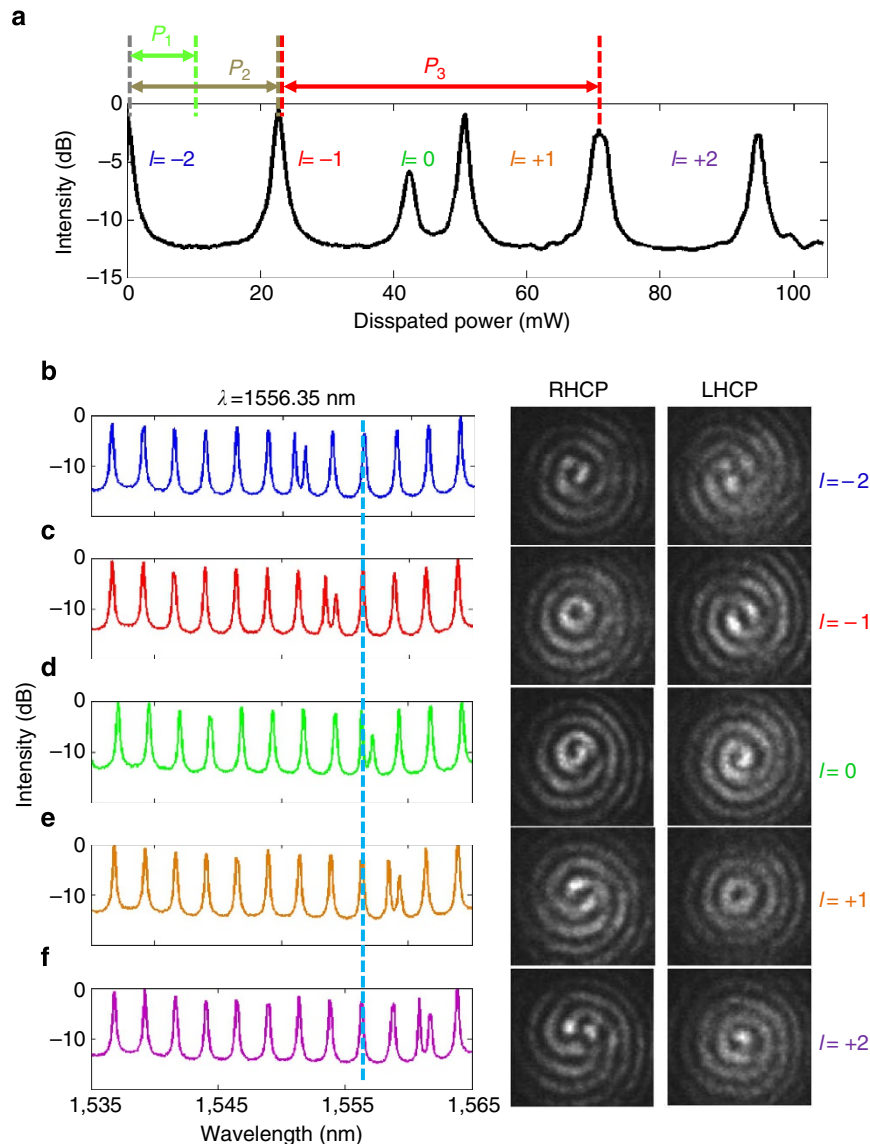 a
P1
P2
P3
0
−5
−10
−15
Intensity (dB)
l= −2
l= −1
l= 0
l= +1
l= +2
0
20
40
60
80
100
Disspated power (mW)
b
λ=1556.35 nm
RHCP
LHCP
0
−10
l= −2
c
0
−10
l= −1
d
0
−10
l= 0
Intensity (dB)
e
0
−10
l= +1
f
0
−10
l= +2
1,535
1,545
1,555
1,565
Wavelength (nm)